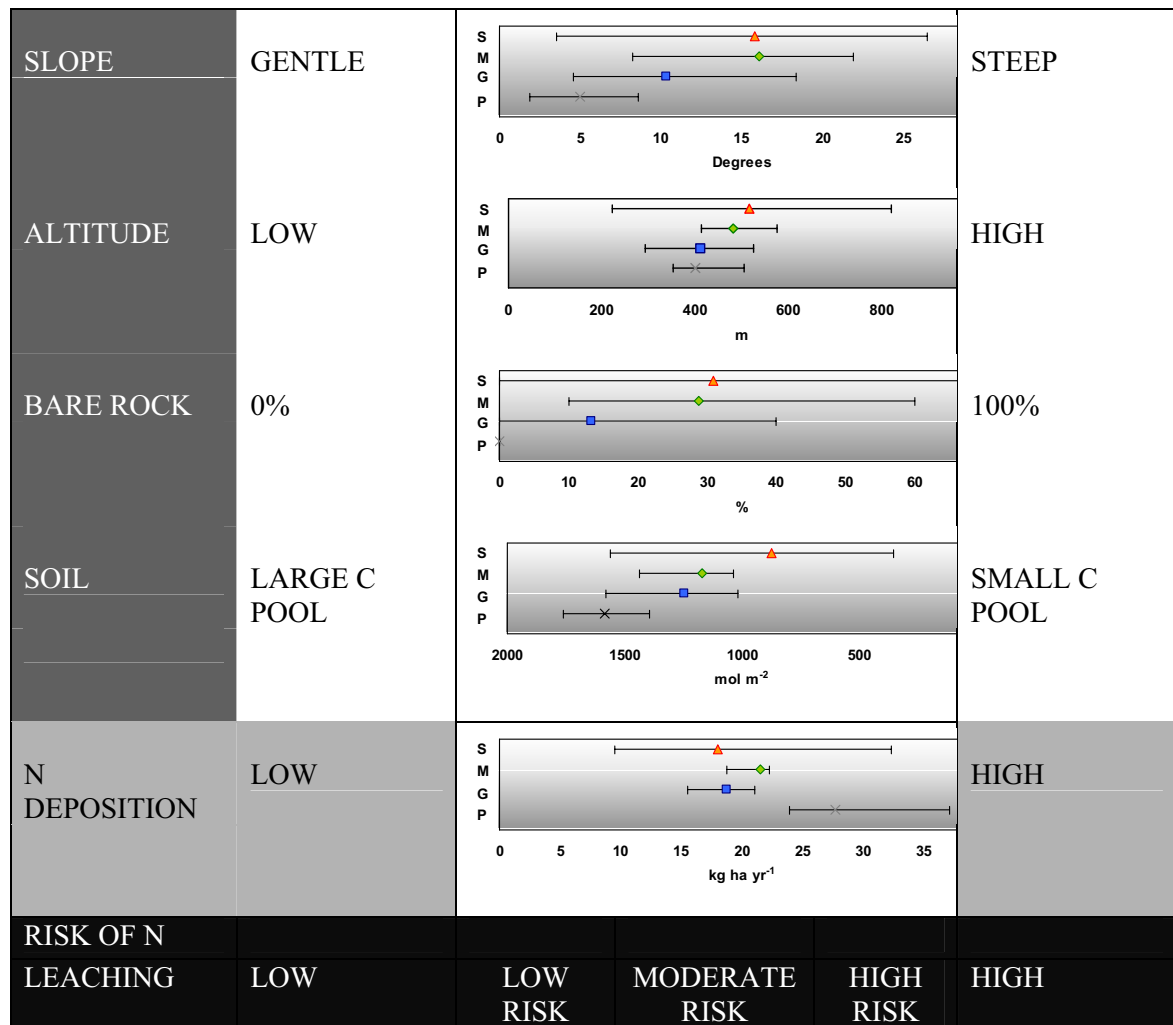 SLOPE GENTLE STEEP
S
M
G
P
0 5 10 15 20 25
Degrees
ALTITUDE LOW HIGH
S
M
G
P
0 200 400 600 800
m
BARE ROCK 0% 100%
S
M
G
P
0 10 20 30 40 50 60
%
SOIL LARGE C SMALL C
POOL POOL
S
M
G
P
2000 1500 1000 500
mol m⁻²
N LOW HIGH
DEPOSITION
S
M
G
P
0 5 10 15 20 25 30 35
kg ha yr⁻¹
RISK OF N
LEACHING LOW LOW MODERATE HIGH HIGH
RISK RISK RISK